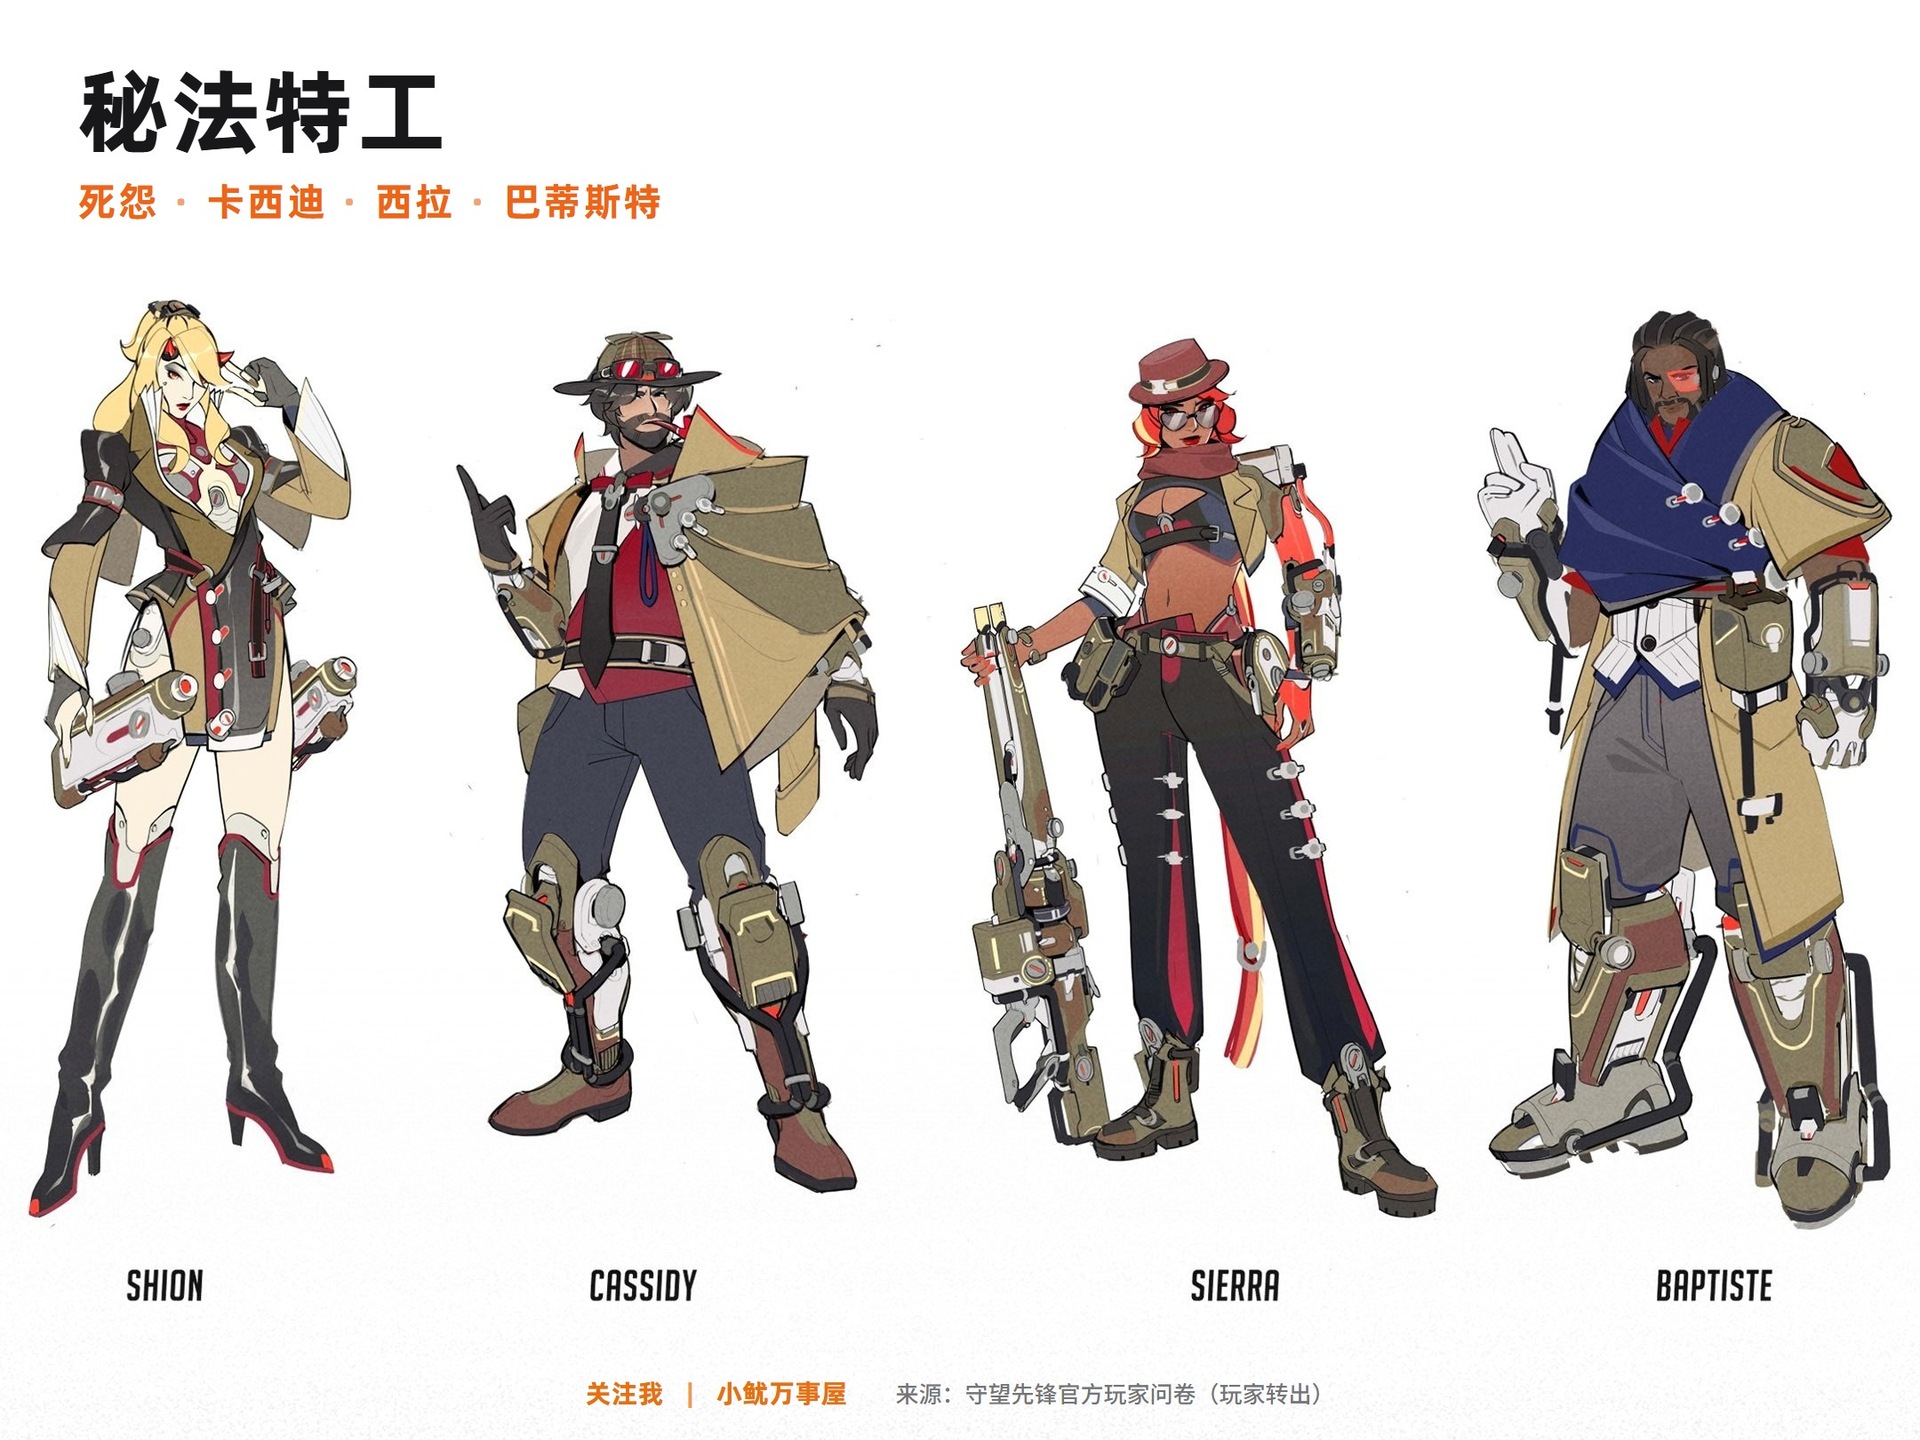 秘法特工
死怨 · 卡西迪 · 西拉 · 巴蒂斯特
SHION
CASSIDY
SIERRA
BAPTISTE
关注我 | 小鱿万事屋 来源：守望先锋官方玩家问卷（玩家转出）